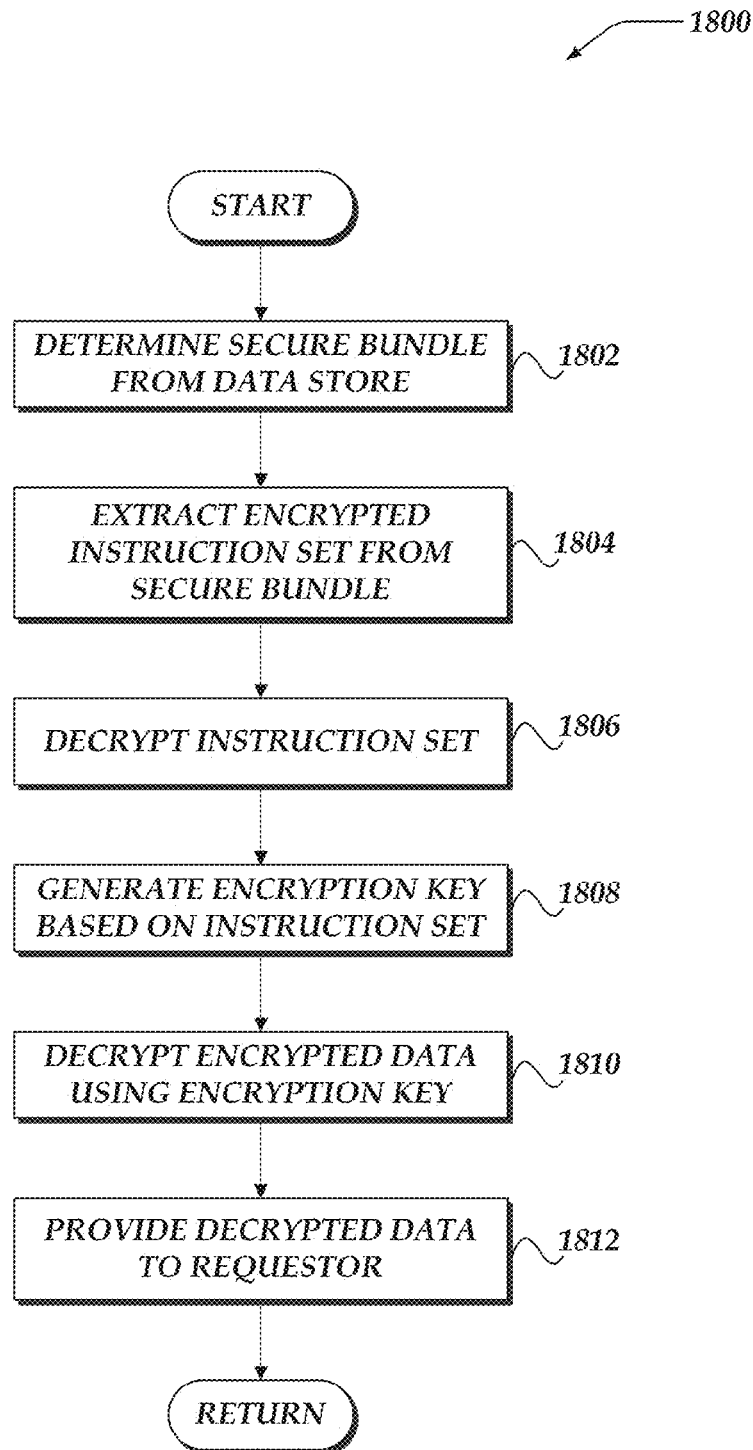 1800
START
DETERMINE SECURE BUNDLE
FROM DATA STORE
1802
EXTRACT ENCRYPTED
INSTRUCTION SET FROM
SECURE BUNDLE
1804
DECRYPT INSTRUCTION SET
1806
GENERATE ENCRYPTION KEY
BASED ON INSTRUCTION SET
1808
DECRYPT ENCRYPTED DATA
USING ENCRYPTION KEY
1810
PROVIDE DECRYPTED DATA
TO REQUESTOR
1812
RETURN